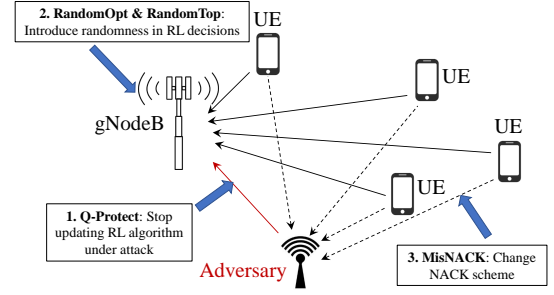 2. RandomOpt & RandomTop:
Introduce randomness in RL decisions
UE
gNodeB
UE
UE
UE
1. Q-Protect: Stop
updating RL algorithm
under attack
Adversary
3. MisNACK: Change
NACK scheme